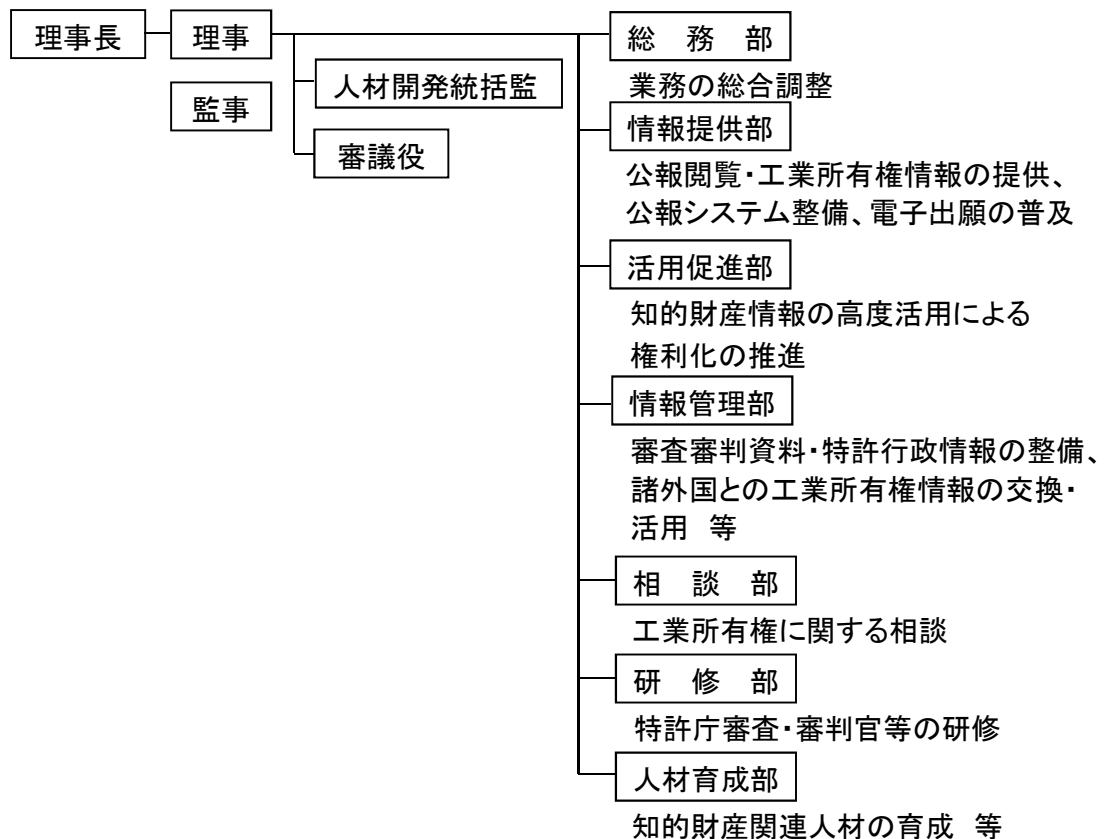 理事長
理事
監事
人材開発統括監
審議役
総　務　部
業務の総合調整
情報提供部
公報閲覧・工業所有権情報の提供、
公報システム整備、電子出願の普及
活用促進部
知的財産情報の高度活用による
権利化の推進
情報管理部
審査審判資料・特許行政情報の整備、
諸外国との工業所有権情報の交換・
活用　等
相　談　部
工業所有権に関する相談
研　修　部
特許庁審査・審判官等の研修
人材育成部
知的財産関連人材の育成　等